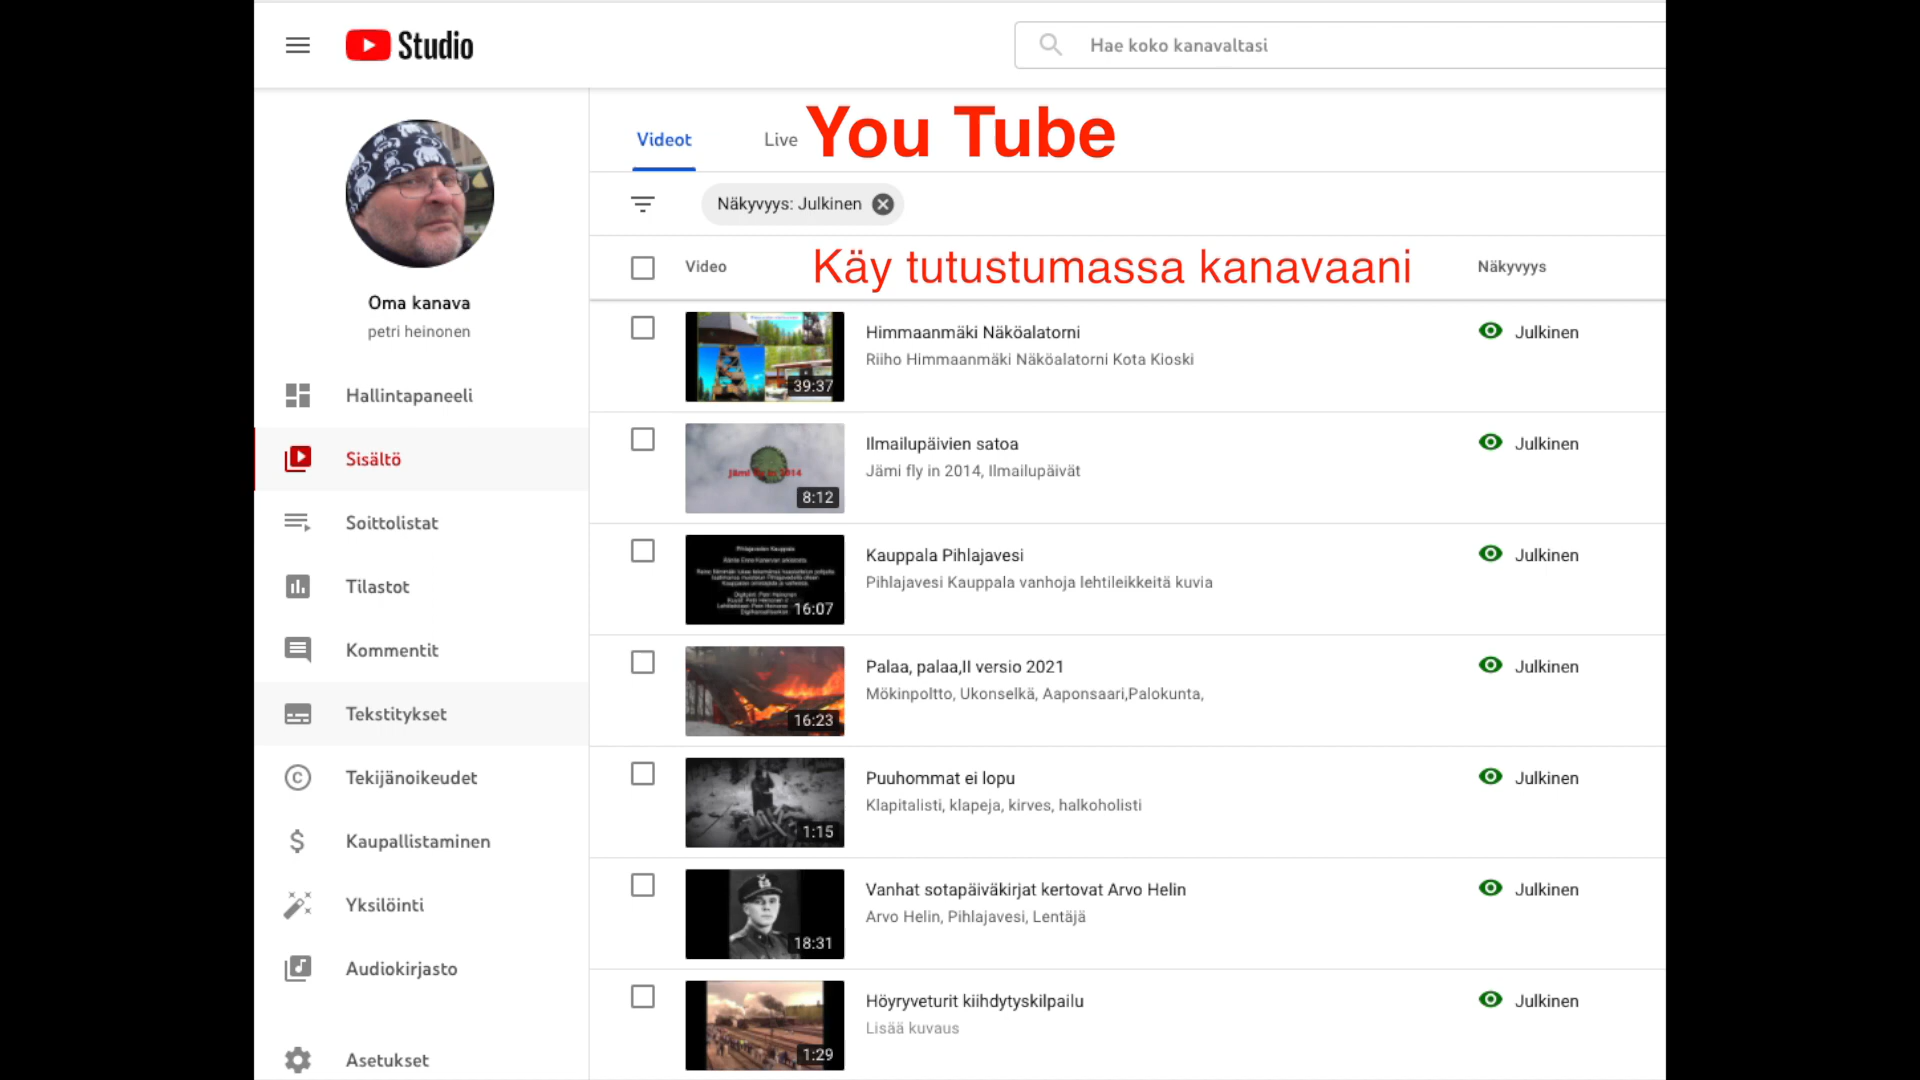 Studio
Hae koko kanavaltasi
Oma kanava
petri heinonen
Hallintapaneeli
Sisältö
Soittolistat
Tilastot
Kommentit
Tekstitykset
Tekijänoikeudet
Kaupallistaminen
Yksilöinti
Audiokirjasto
Asetukset
Videot Live You Tube
Näkyvyys: Julkinen
Video Käy tutustumassa kanavaani Näkyvyys
39:37
Himmaanmäki Näköalatorni Julkinen
Riiho Himmaanmäki Näköalatorni Kota Kioski
Jämi fly in 2014
8:12
Ilmailupäivien satoa Julkinen
Jämi fly in 2014, Ilmailupäivät
16:07
Kauppala Pihlajavesi Julkinen
Pihlajavesi Kauppala vanhoja lehtileikkeitä kuvia
16:23
Palaa, palaa,II versio 2021 Julkinen
Mökinpoltto, Ukonselkä, Aaponsaari,Palokunta,
1:15
Puuhommat ei lopu Julkinen
Klapitalisti, klapeja, kirves, halkoholisti
18:31
Vanhat sotapäiväkirjat kertovat Arvo Helin Julkinen
Arvo Helin, Pihlajavesi, Lentäjä
1:29
Höyryveturit kiihdytyskilpailu Julkinen
Lisää kuvaus